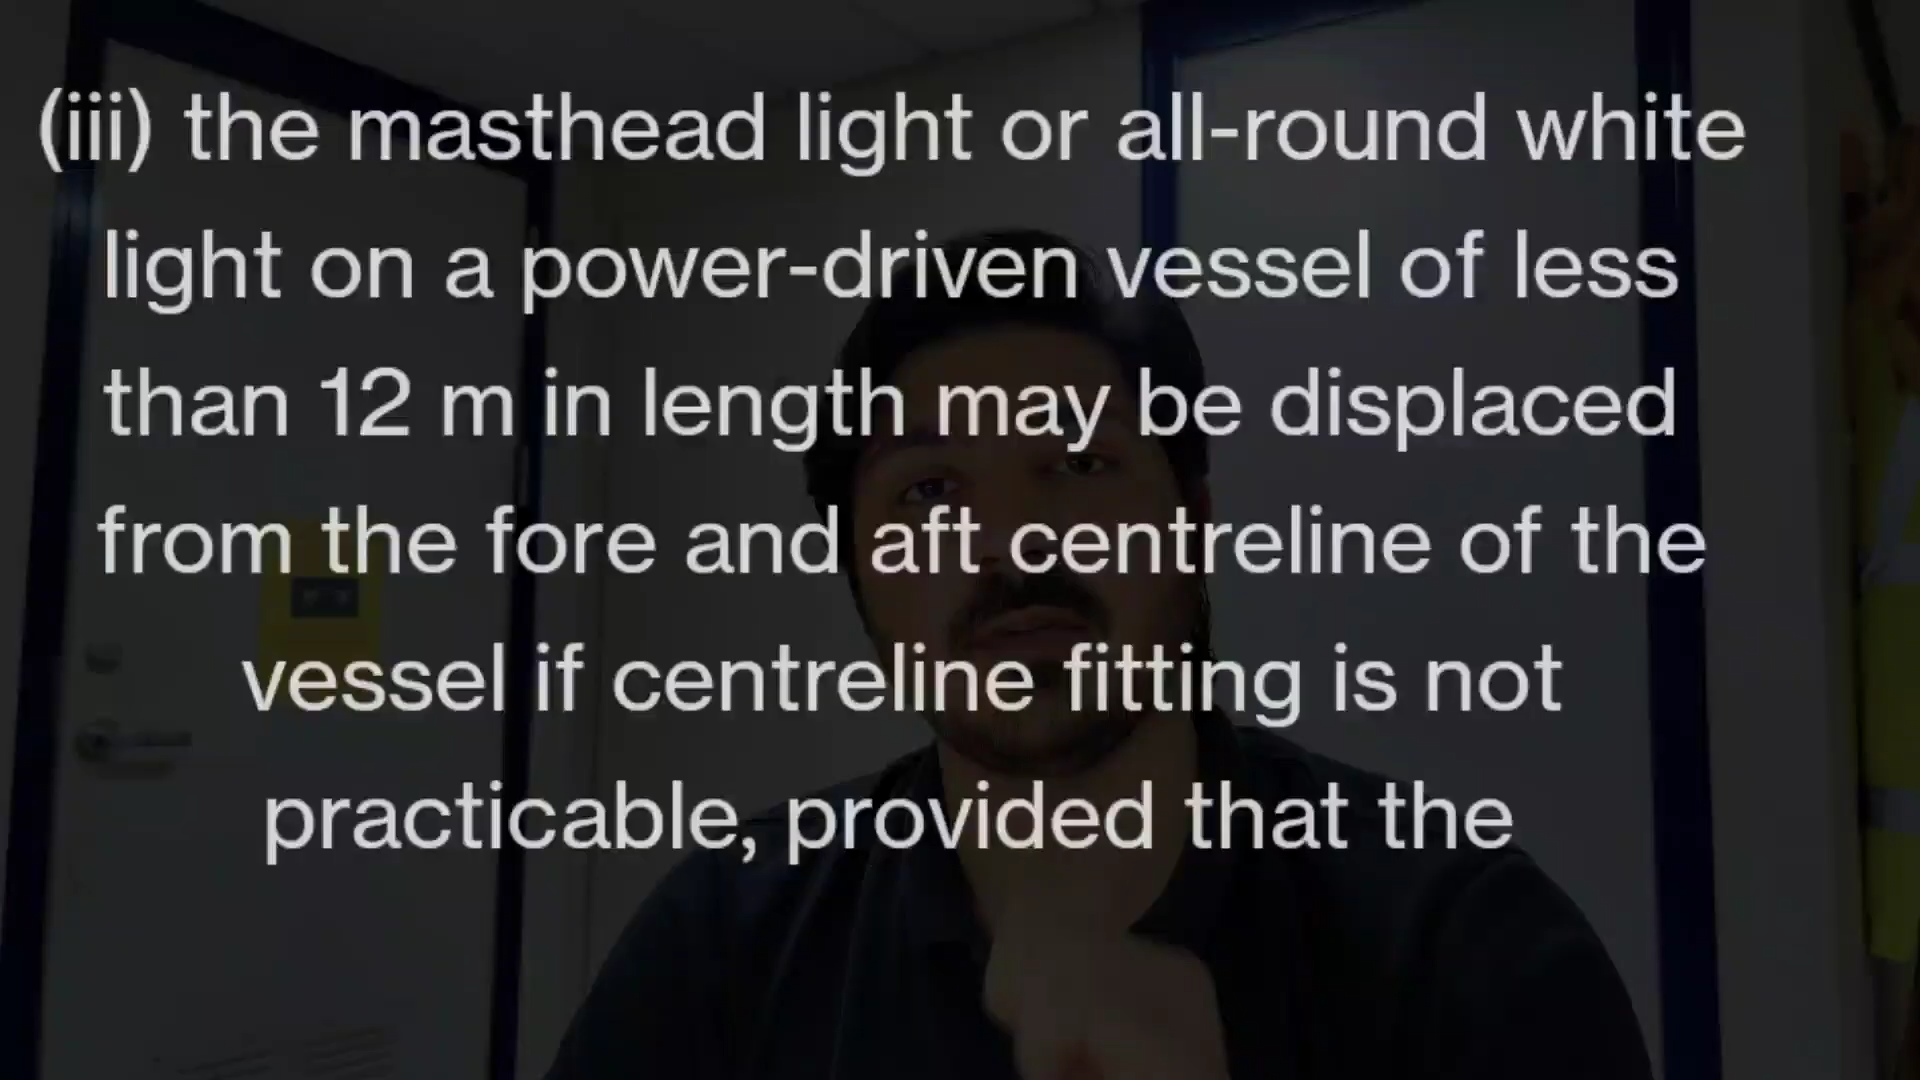 (iii) the masthead light or all-round white
light on a power-driven vessel of less
than 12 m in length may be displaced
from the fore and aft centreline of the
vessel if centreline fitting is not
practicable, provided that the